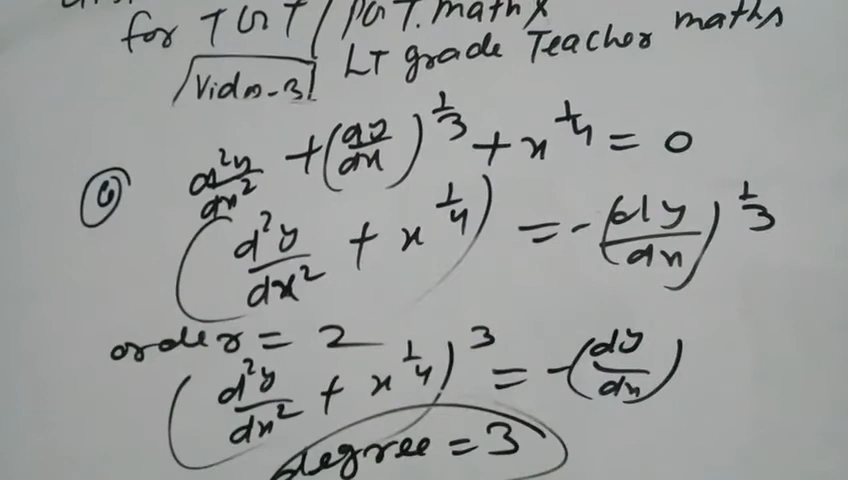 for TGT / PGT. math x
LT grade Teacher maths
Video-3
① d²y/dx² + (dy/dx)^1/3 + x^1/4 = 0
(d²y/dx² + x^1/4) = -(dy/dx)^1/3
order = 2
(d²y/dx² + x^1/4)^3 = -(dy/dx)
degree = 3